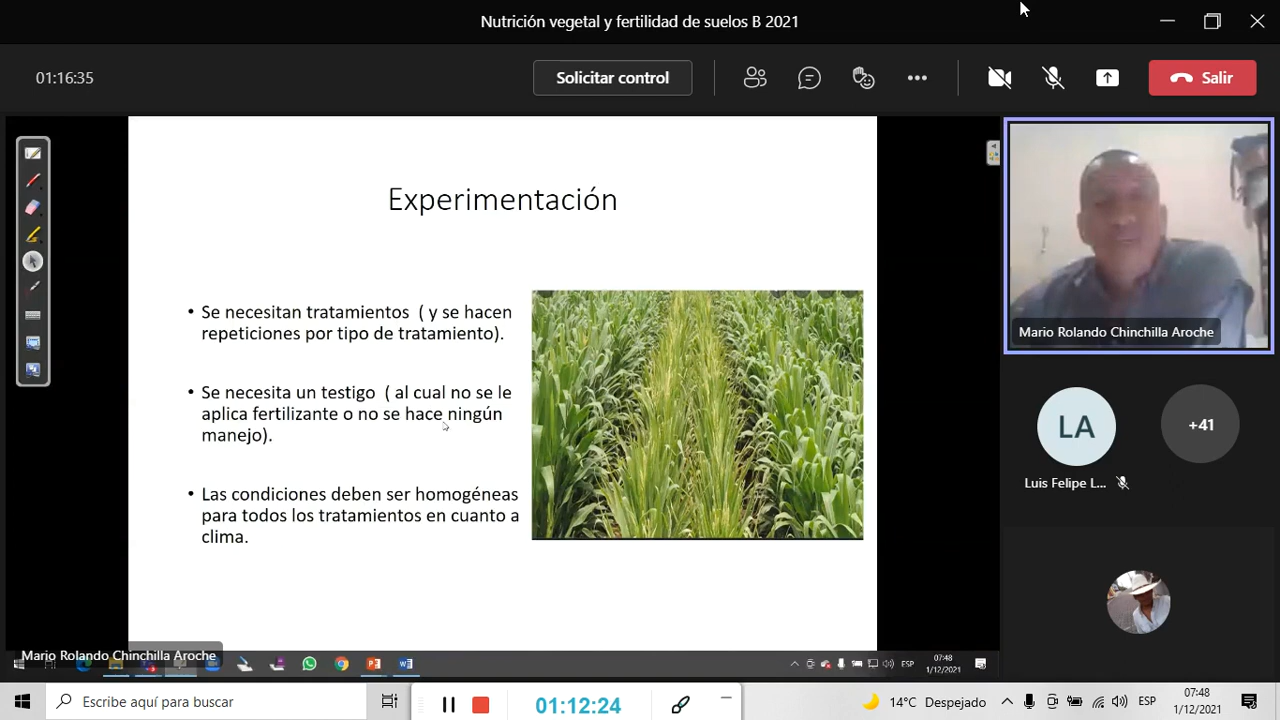 Nutrición vegetal y fertilidad de suelos B 2021
01:16:35
Solicitar control
Salir
Experimentación
• Se necesitan tratamientos ( y se hacen
repeticiones por tipo de tratamiento).
• Se necesita un testigo ( al cual no se le
aplica fertilizante o no se hace ningún
manejo).
• Las condiciones deben ser homogéneas
para todos los tratamientos en cuanto a
clima.
Mario Rolando Chinchilla Aroche
LA
+41
Luis Felipe L...
Mario Rolando Chinchilla Aroche
ESP
07:48
1/12/2021
Escribe aquí para buscar
01:12:24
14°C Despejado
ESP
07:48
1/12/2021